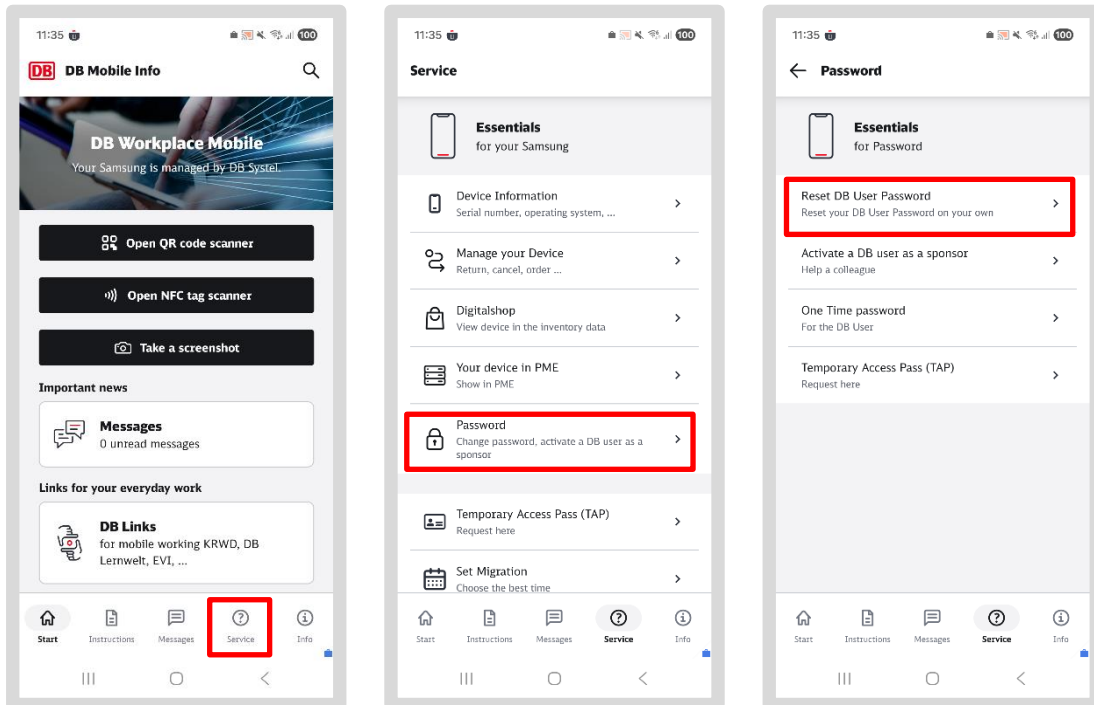 11:35
100
DB DB Mobile Info
DB Workplace Mobile
Your Samsung is managed by DB Systel.
Open QR code scanner
Open NFC tag scanner
Take a screenshot
Important news
Messages
0 unread messages
Links for your everyday work
DB Links
for mobile working KRWD, DB
Lernwelt, EVI, ...
Start
Instructions
Messages
Service
Info
11:35
100
Service
Essentials
for your Samsung
Device Information
Serial number, operating system, ...
Manage your Device
Return, cancel, order ...
Digitalshop
View device in the inventory data
Your device in PME
Show in PME
Password
Change password, activate a DB user as a
sponsor
Temporary Access Pass (TAP)
Request here
Set Migration
Choose the best time
Start
Instructions
Messages
Service
Info
11:35
100
Password
Essentials
for Password
Reset DB User Password
Reset your DB User Password on your own
Activate a DB user as a sponsor
Help a colleague
One Time password
For the DB User
Temporary Access Pass (TAP)
Request here
Start
Instructions
Messages
Service
Info